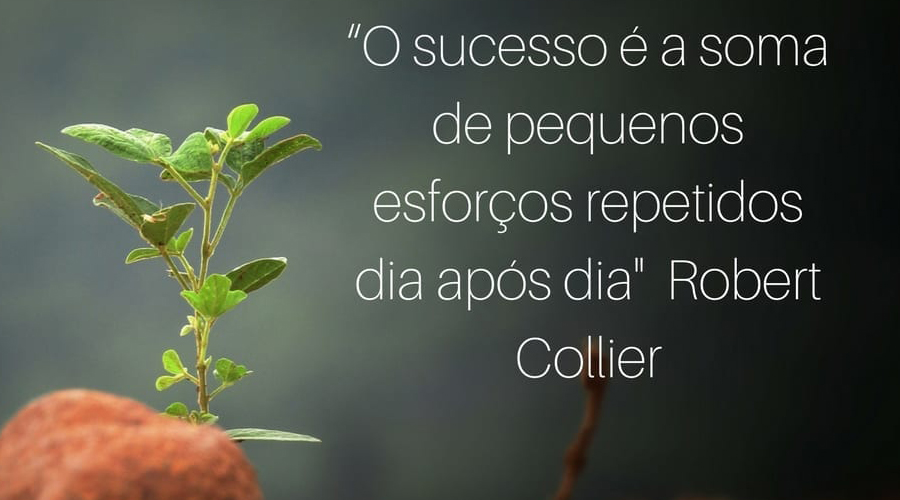 “O sucesso é a soma
de pequenos
esforços repetidos
dia após dia" Robert
Collier